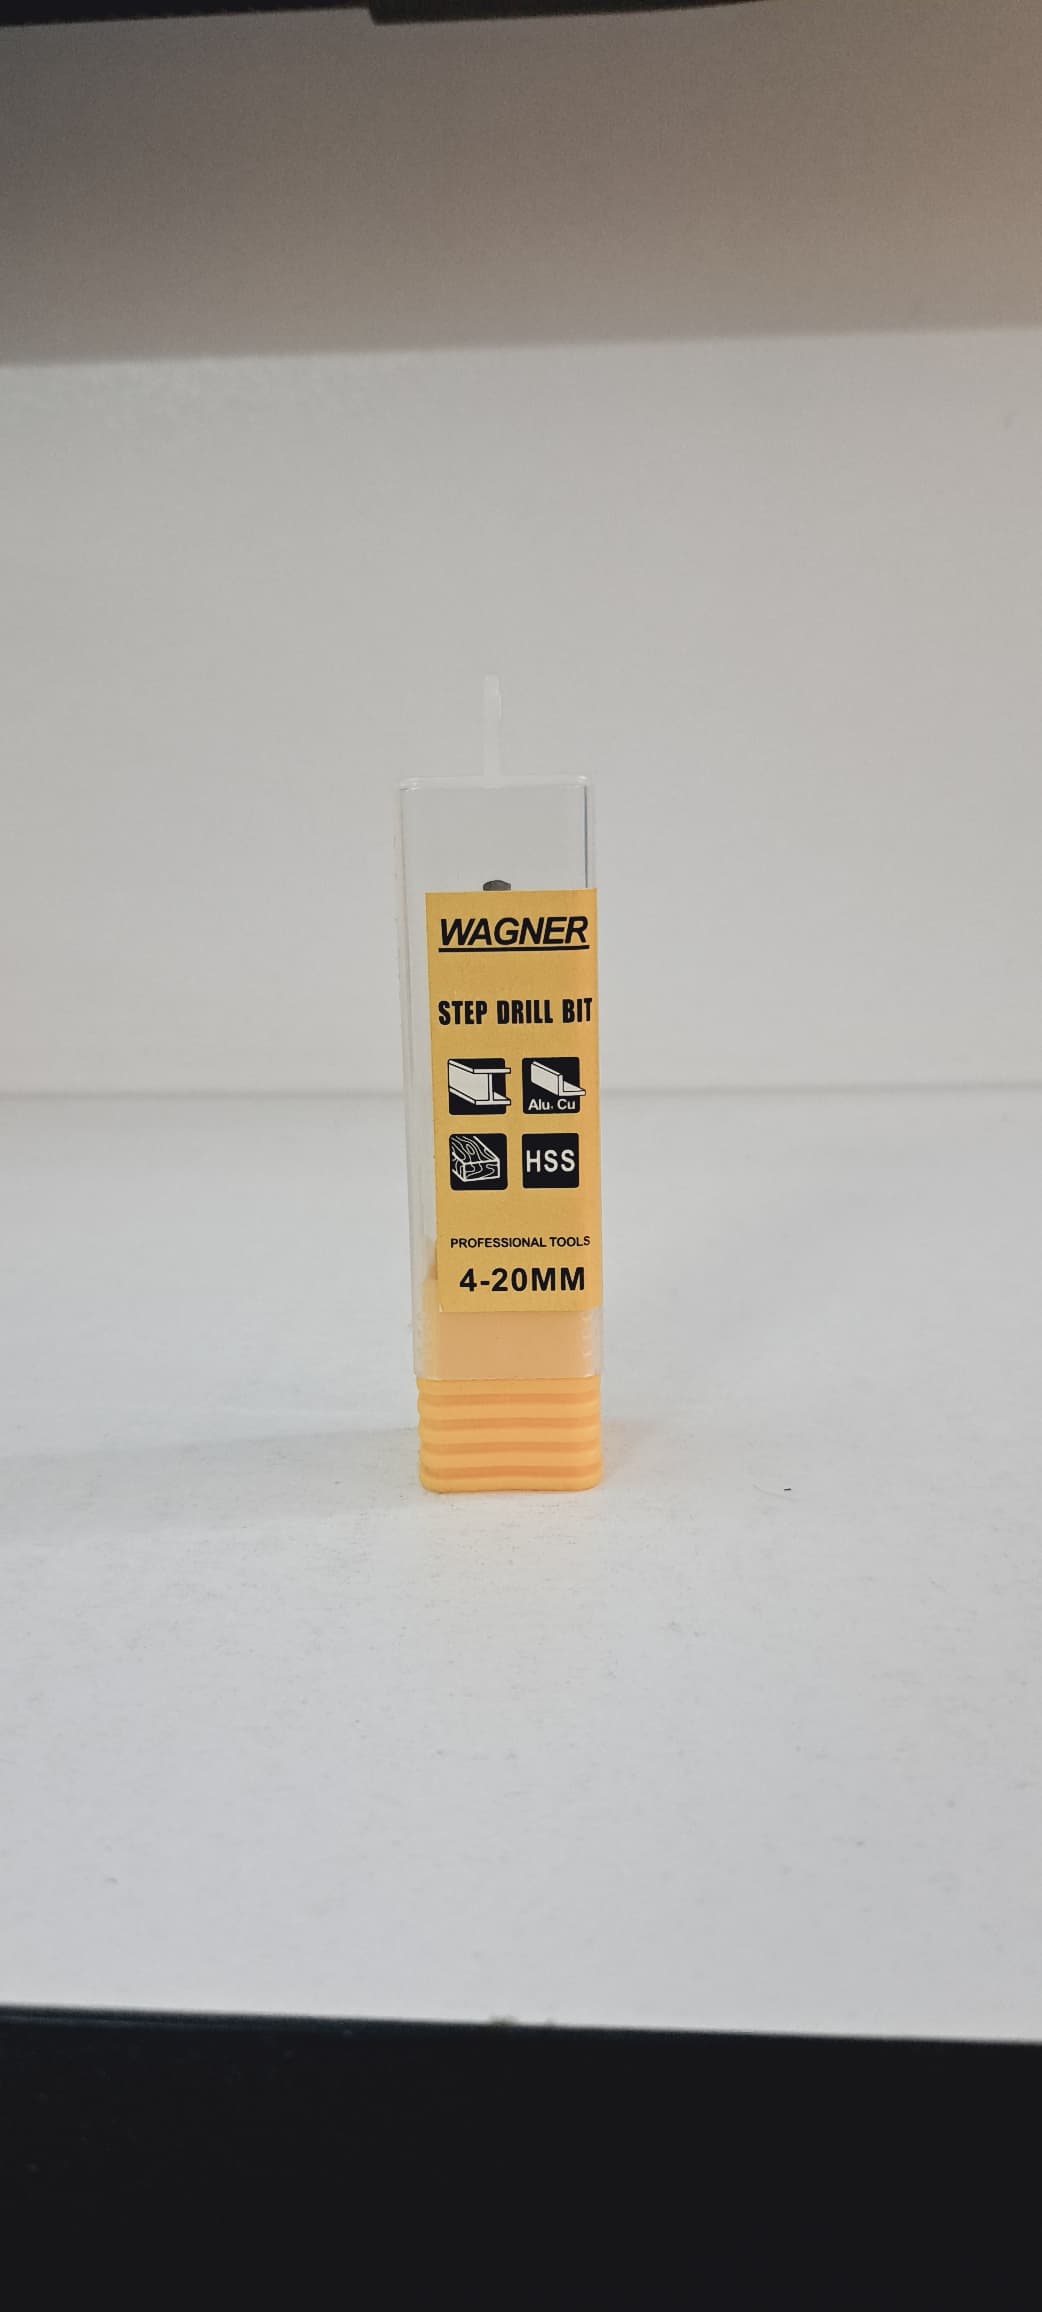 WAGNER
STEP DRILL BIT
Alu. Cu
HSS
PROFESSIONAL TOOLS
4-20MM